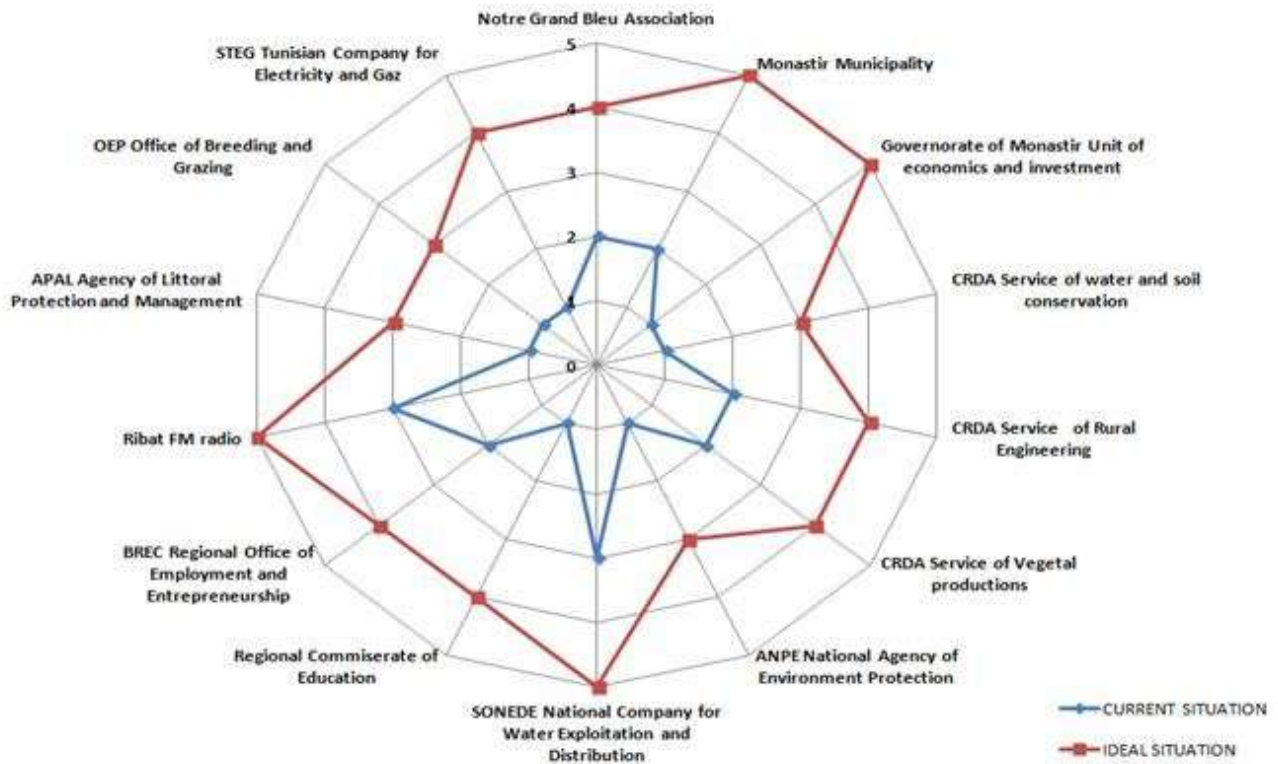 Notre Grand Bleu Association
5
4
3
2
1
0
Monastir Municipality
Governorate of Monastir Unit of
economics and investment
CRDA Service of water and soil
conservation
CRDA Service of Rural
Engineering
CRDA Service of Vegetal
productions
ANPE National Agency of
Environment Protection
SONEDE National Company for
Water Exploitation and
Distribution
Regional Commiserate of
Education
BREC Regional Office of
Employment and
Entrepreneurship
Ribat FM radio
APAL Agency of Littoral
Protection and Management
OEP Office of Breeding and
Grazing
STEG Tunisian Company for
Electricity and Gaz
CURRENT SITUATION
IDEAL SITUATION